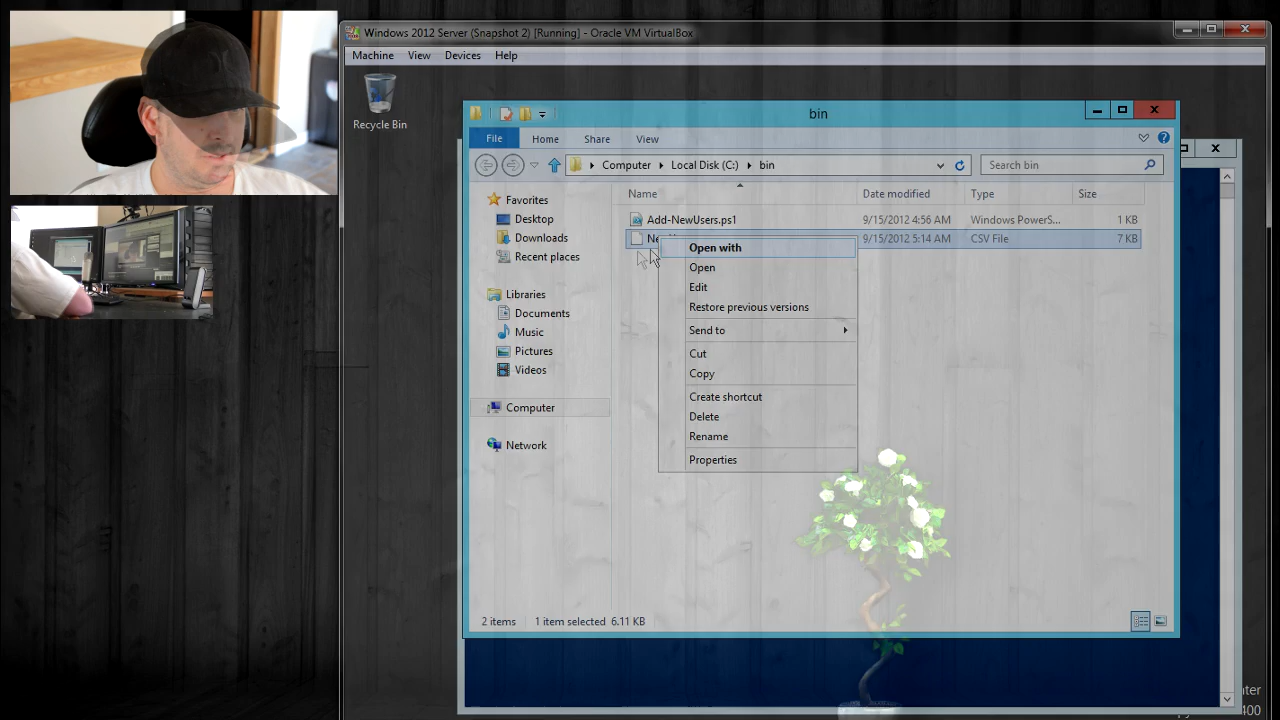 Windows 2012 Server (Snapshot 2) [Running] - Oracle VM VirtualBox
Machine View Devices Help
Recycle Bin
bin
File Home Share View
Computer Local Disk (C:) bin
Search bin
Name Date modified Type Size
Add-NewUsers.ps1 9/15/2012 4:56 AM Windows PowerS... 1 KB
9/15/2012 5:14 AM CSV File 7 KB
Favorites
Desktop
Downloads
Recent places
Libraries
Documents
Music
Pictures
Videos
Computer
Network
Open with
Open
Edit
Restore previous versions
Send to
Cut
Copy
Create shortcut
Delete
Rename
Properties
2 items 1 item selected 6.11 KB